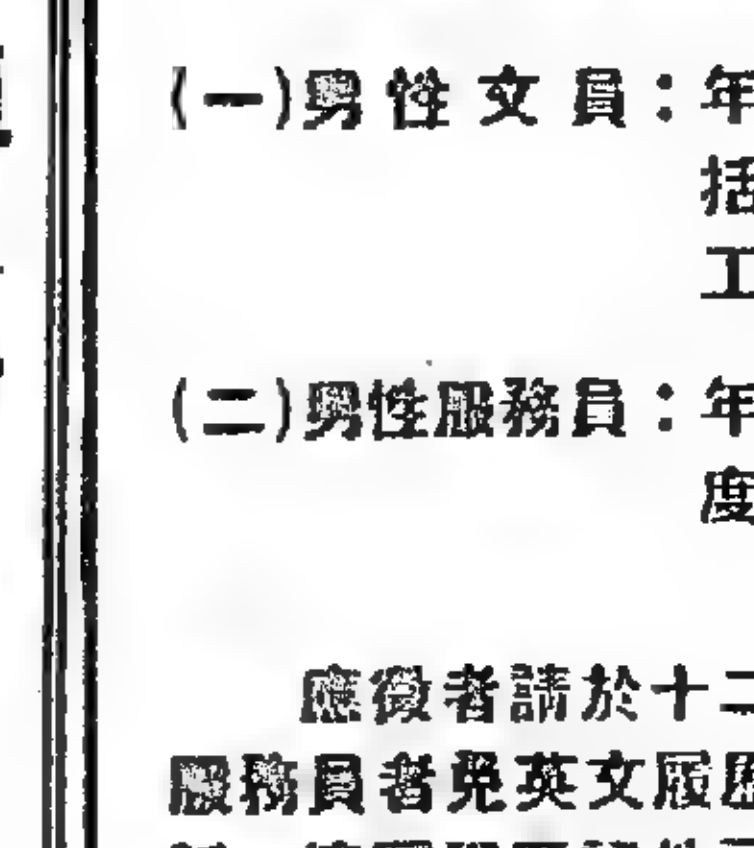 (一)男性文員：年
括
工
(二)男性服務員：年
度
應徵者請於十二
服務員者免英文履歷